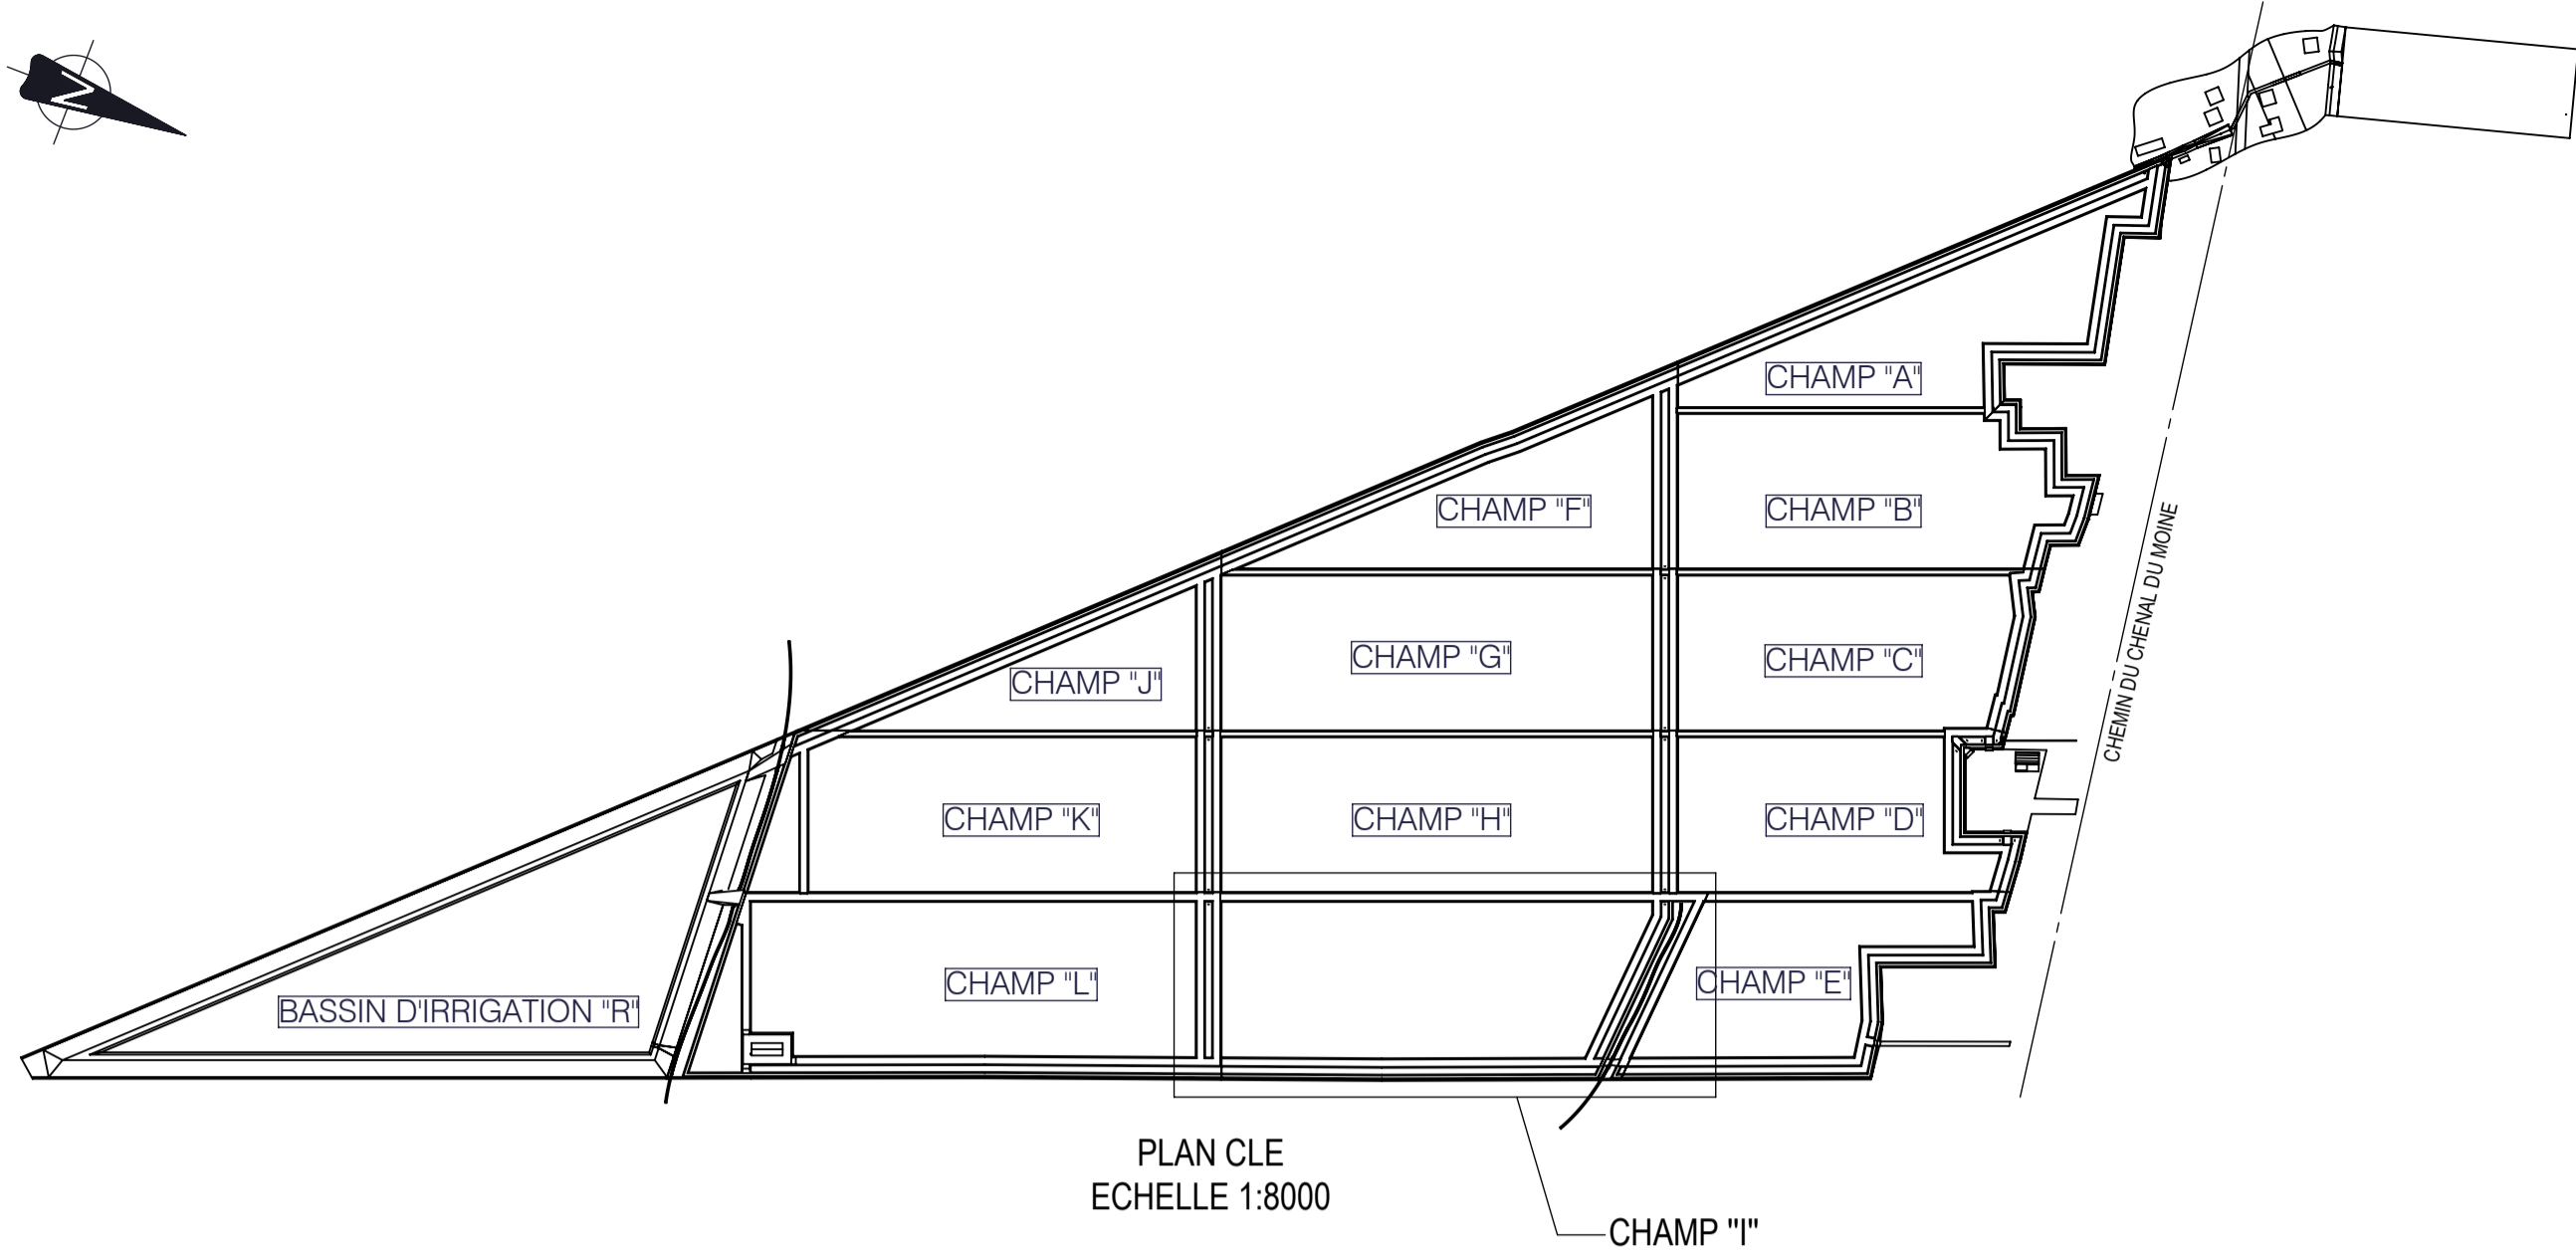 N
CHAMP "A"
CHAMP "F"
CHAMP "B"
CHEMIN DU CHENAL DU MOINE
CHAMP "G"
CHAMP "C"
CHAMP "J"
CHAMP "K"
CHAMP "H"
CHAMP "D"
CHAMP "L"
CHAMP "E"
BASSIN D'IRRIGATION "R"
PLAN CLE
ECHELLE 1:8000
CHAMP "I"